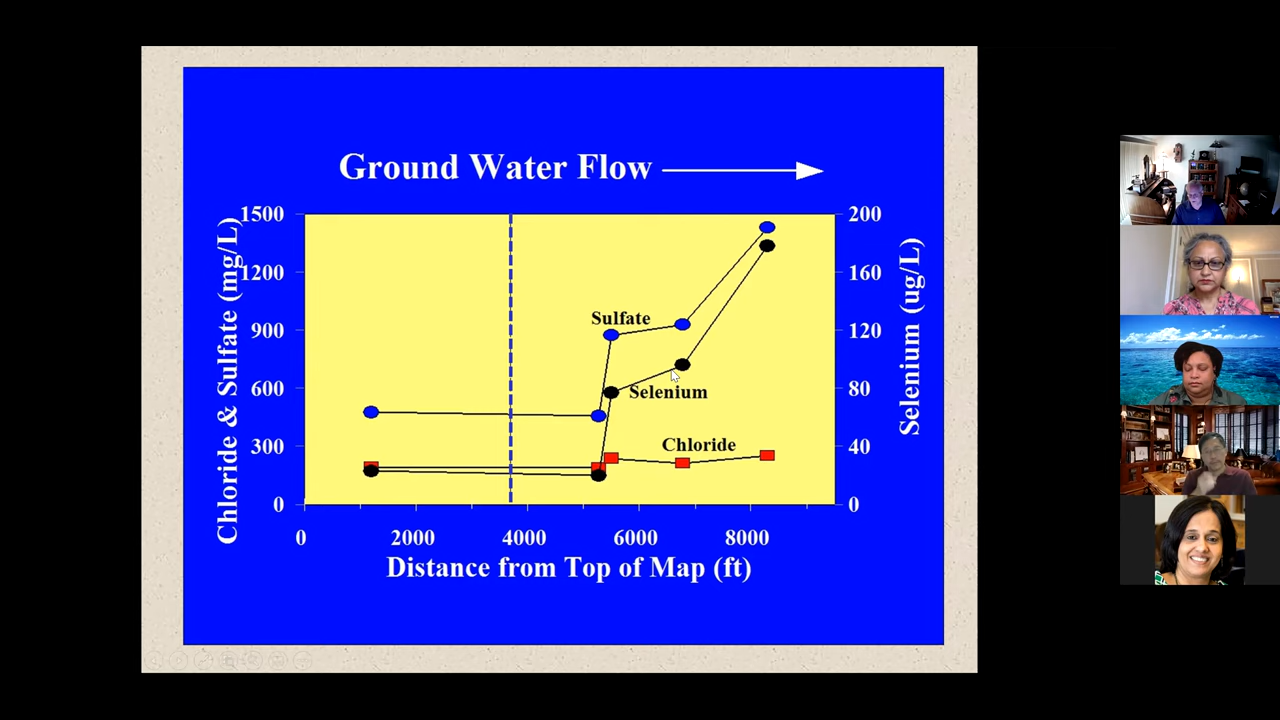 Ground Water Flow
Chloride & Sulfate (mg/L)
1500
1200
900
600
300
0
200
160
120
80
40
0
Selenium (ug/L)
Sulfate
Selenium
Chloride
0 2000 4000 6000 8000
Distance from Top of Map (ft)